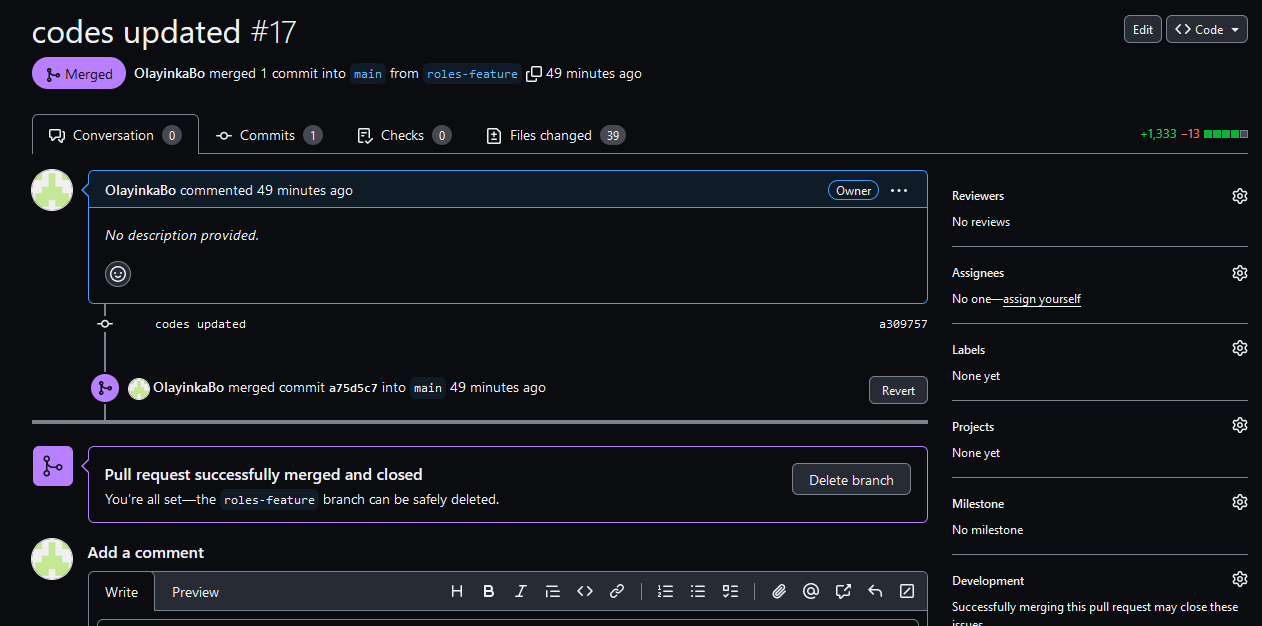 codes updated #17
Edit
Code
Merged
OlayinkaBo merged 1 commit into main from roles-feature 49 minutes ago
Conversation 0
Commits 1
Checks 0
Files changed 39
+1,333 −13
OlayinkaBo commented 49 minutes ago
Owner
No description provided.
codes updated
a309757
OlayinkaBo merged commit a75d5c7 into main 49 minutes ago
Revert
Pull request successfully merged and closed
You're all set—the roles-feature branch can be safely deleted.
Delete branch
Add a comment
Write
Preview
Reviewers
No reviews
Assignees
No one—assign yourself
Labels
None yet
Projects
None yet
Milestone
No milestone
Development
Successfully merging this pull request may close these
issues.